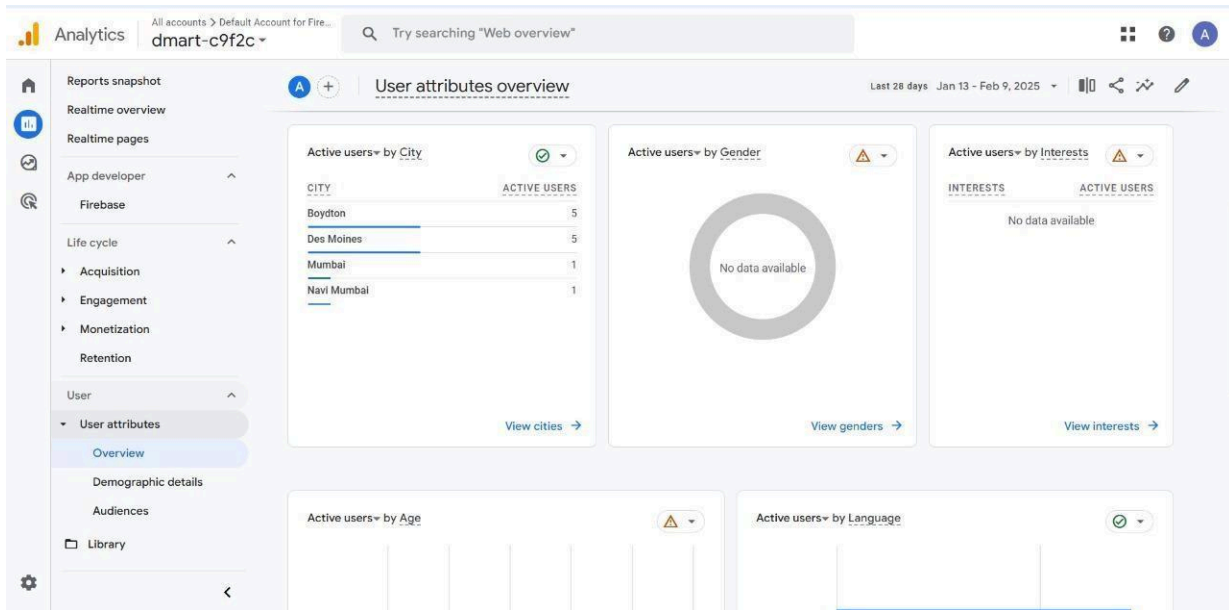 All accounts > Default Account for Fire...
Analytics
dmart-c9f2c
Try searching "Web overview"
A
Reports snapshot
Realtime overview
Realtime pages
App developer
Firebase
Life cycle
Acquisition
Engagement
Monetization
Retention
User
User attributes
Overview
Demographic details
Audiences
Library
A
User attributes overview
Last 28 days Jan 13 - Feb 9, 2025
Active users by City
CITY ACTIVE USERS
Boydton 5
Des Moines 5
Mumbai 1
Navi Mumbai 1
View cities →
Active users by Gender
No data available
View genders →
Active users by Interests
INTERESTS ACTIVE USERS
No data available
View interests →
Active users by Age
Active users by Language